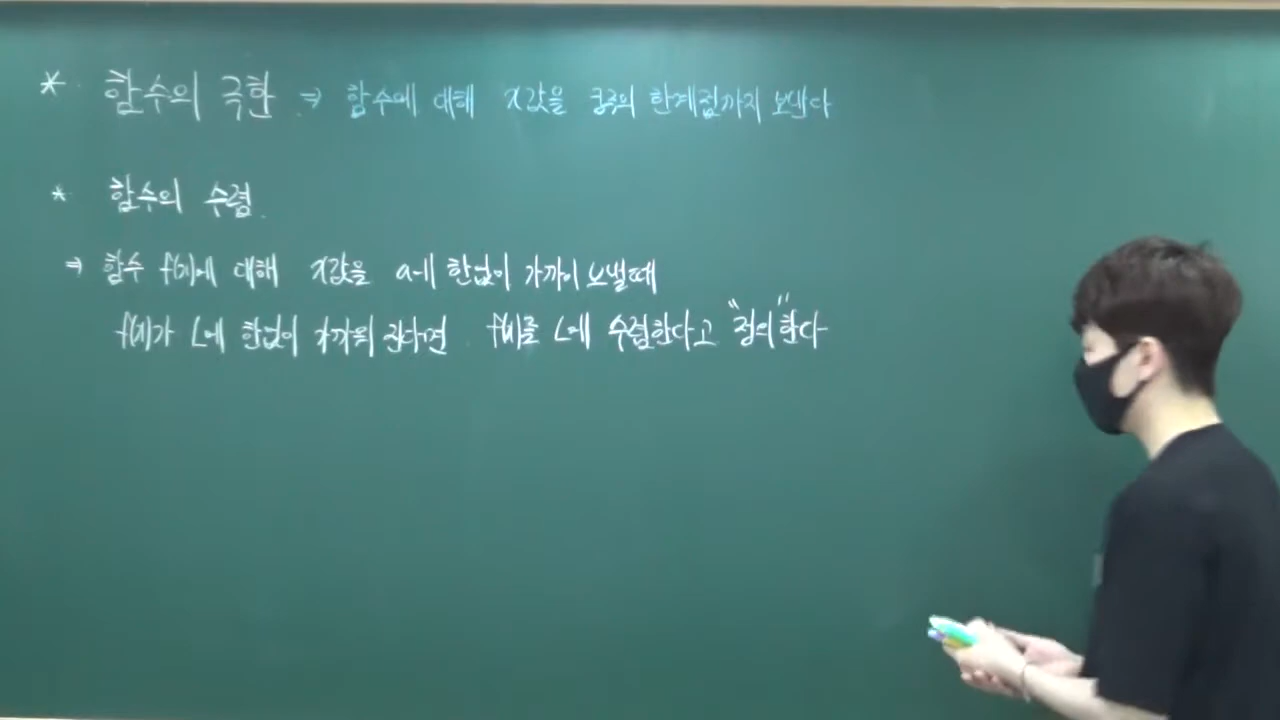 * 함수의 극한 ⇒ 함수에 대해 x값을 궁극의 한계점까지 보낸다
* 함수의 수렴.
⇒ 함수 f(x)에 대해 x값을 a에 한없이 가까이 보낼때
f(x)가 L에 한없이 가까워 진다면 f(x)를 L에 수렴한다고 "정의"한다